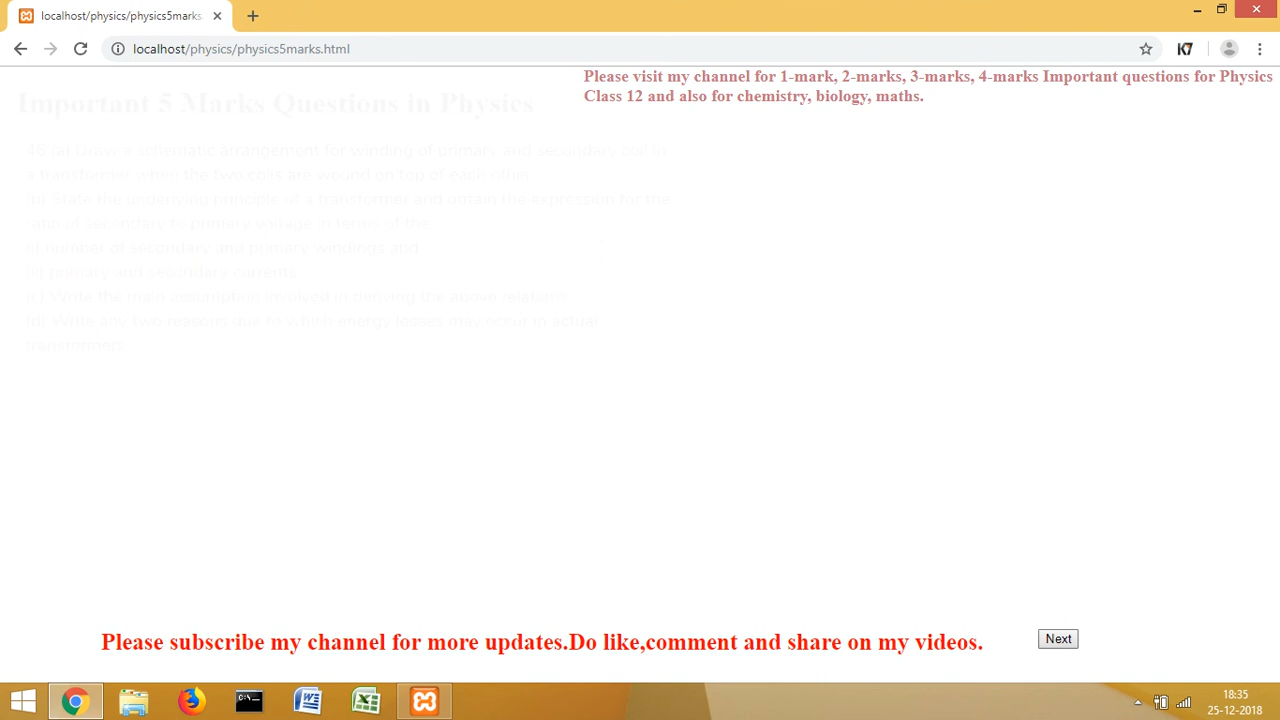 physics/physics5marks.
localhost/physics/physics5marks.html
K7
Please visit my channel for 1-mark, 2-marks, 3-marks, 4-marks Important questions for Physics
Class 12 and also for chemistry, biology, maths.
Important 5 Marks Questions in Physics
48 (a) Draw a schematic arrangement for winding of primary and secondary coil in
a transformer when the two coils are wound on top of each other.
(b) State the underlying principle of a transformer and obtain the expression for the
ratio of secondary to primary voltage in terms of the
(i) number of secondary and primary windings and
(ii) primary and secondary currents.
(c) Write the main assumption involved in deriving the above relations.
(d) Write any two reasons due to which energy losses may occur in actual
transformers.
Please subscribe my channel for more updates.Do like,comment and share on my videos.
Next
18:35
25-12-2018